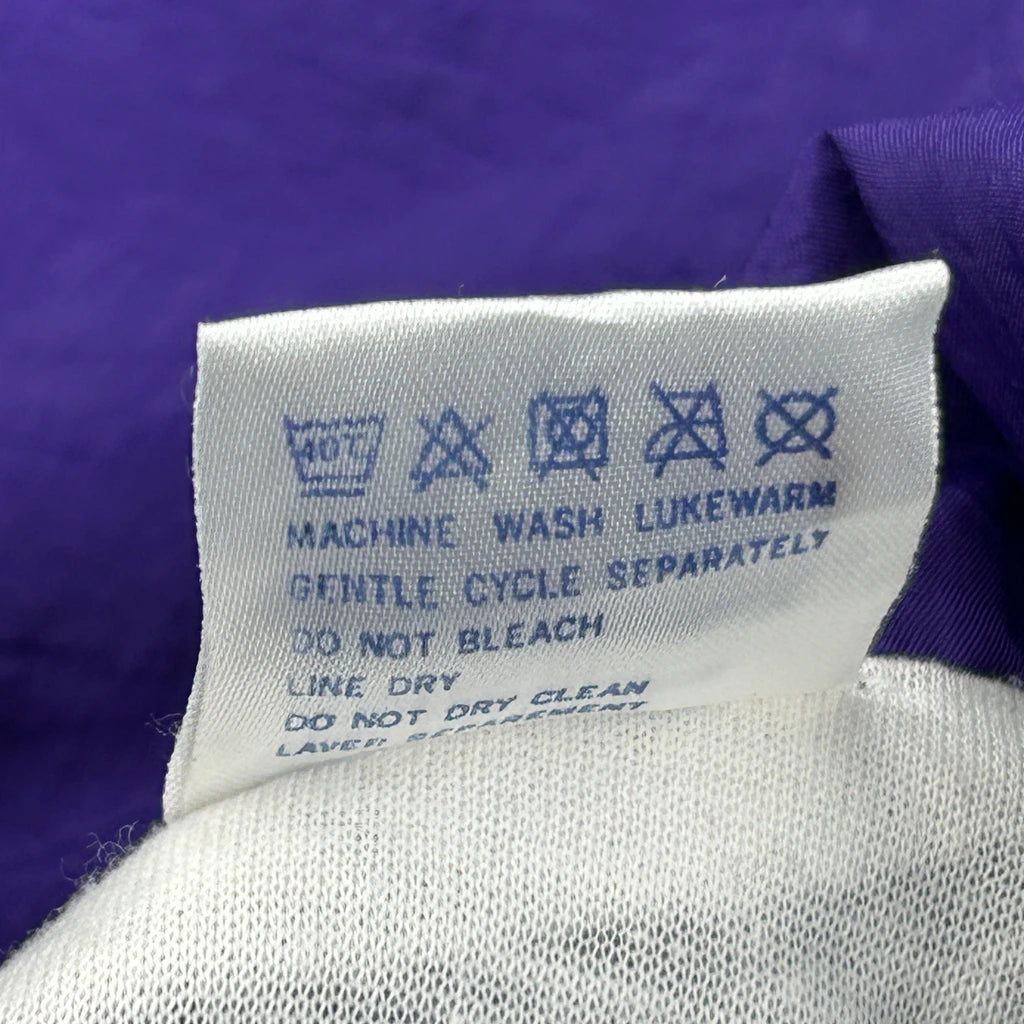 40
MACHINE WASH LUKEWARM
GENTLE CYCLE SEPARATELY
DO NOT BLEACH
LINE DRY
DO NOT DRY CLEAN